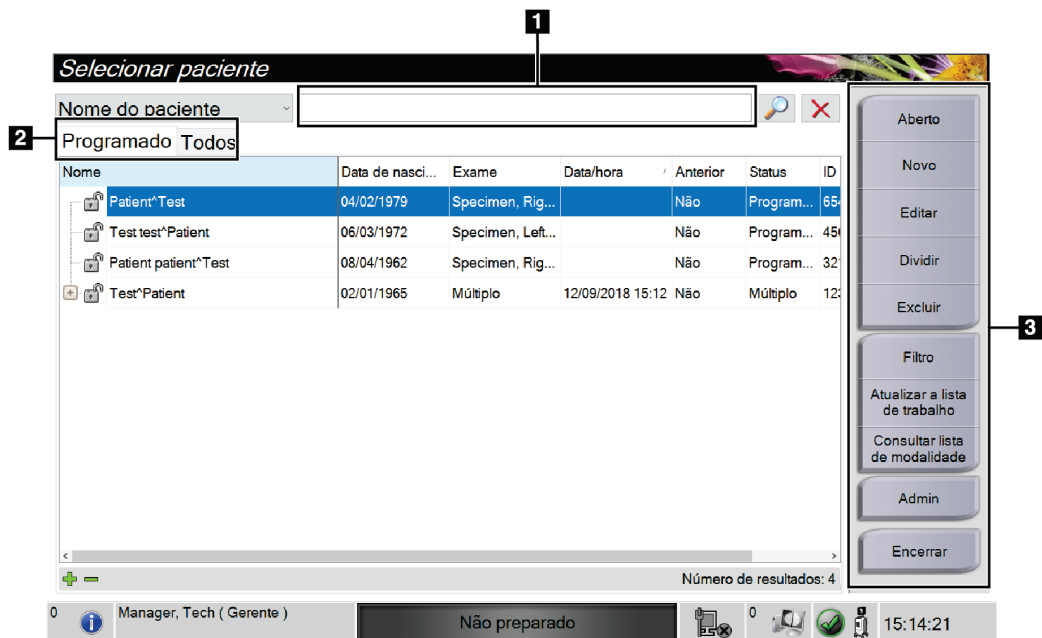 1
Selecionar paciente
Nome do paciente
2
Programado Todos
Nome Data de nasci... Exame Data/hora Anterior Status ID
Patient^Test 04/02/1979 Specimen, Rig... Não Program... 654
Test test^Patient 06/03/1972 Specimen, Left... Não Program... 456
Patient patient^Test 08/04/1962 Specimen, Rig... Não Program... 321
Test^Patient 02/01/1965 Múltiplo 12/09/2018 15:12 Não Múltiplo 123
Número de resultados: 4
Aberto
Novo
Editar
Dividir
Excluir
3
Filtro
Atualizar a lista
de trabalho
Consultar lista
de modalidade
Admin
Encerrar
0 Manager, Tech ( Gerente ) Não preparado 0 15:14:21